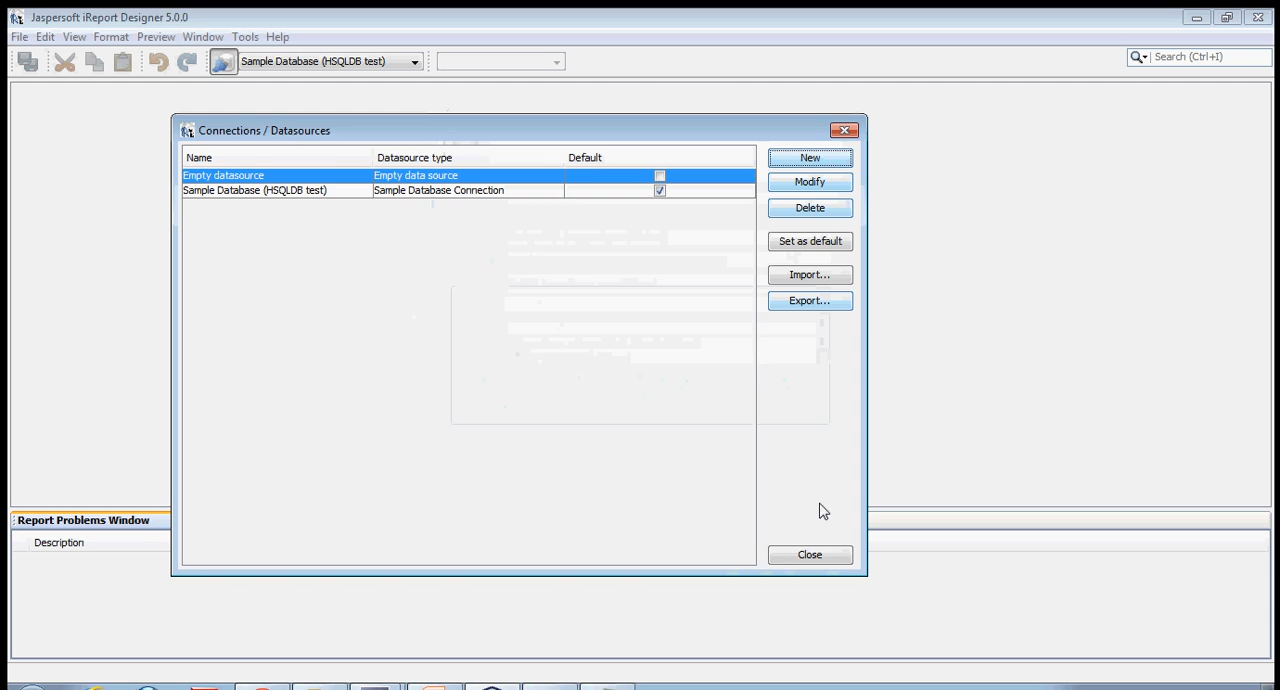 Jaspersoft iReport Designer 5.0.0
File Edit View Format Preview Window Tools Help
Sample Database (HSQLDB test)
Search (Ctrl+I)
Connections / Datasources
Name Datasource type Default
Empty datasource Empty data source
Sample Database (HSQLDB test) Sample Database Connection
New
Modify
Delete
Set as default
Import...
Export...
Close
Report Problems Window
Description